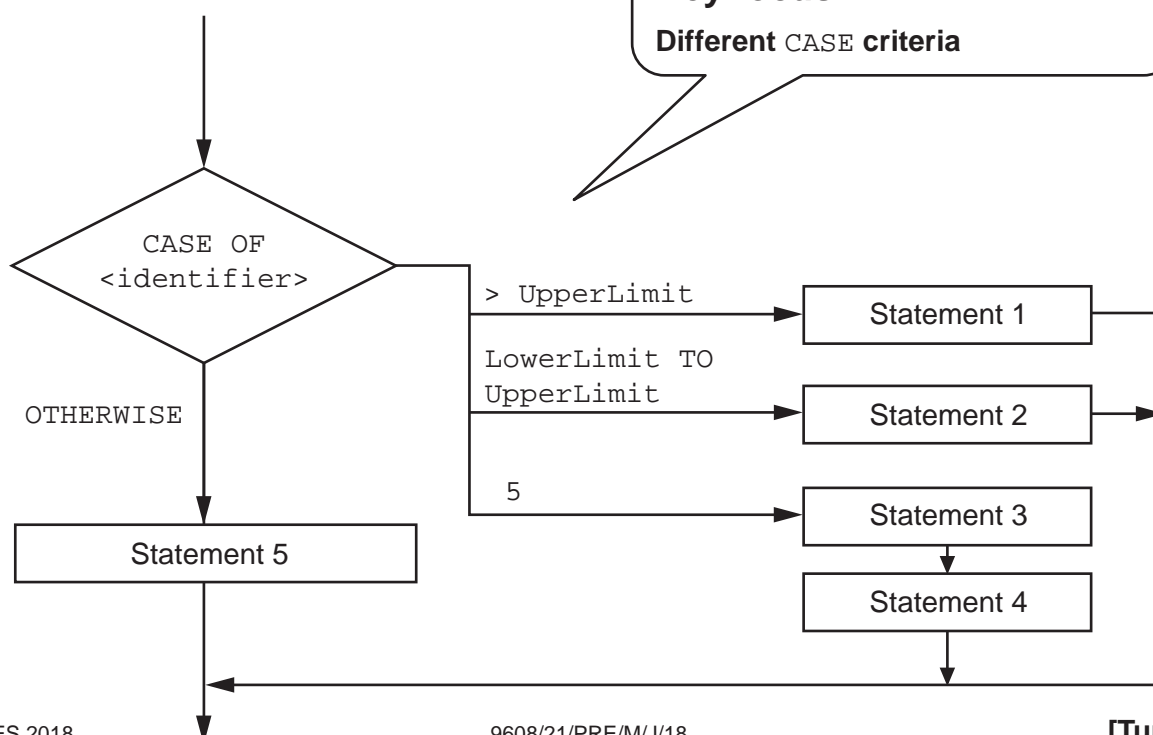 Different CASE criteria
CASE OF
<identifier>
> UpperLimit
Statement 1
LowerLimit TO
UpperLimit
Statement 2
OTHERWISE
5
Statement 3
Statement 5
Statement 4
2018
9608/21/PRE/M/J/18